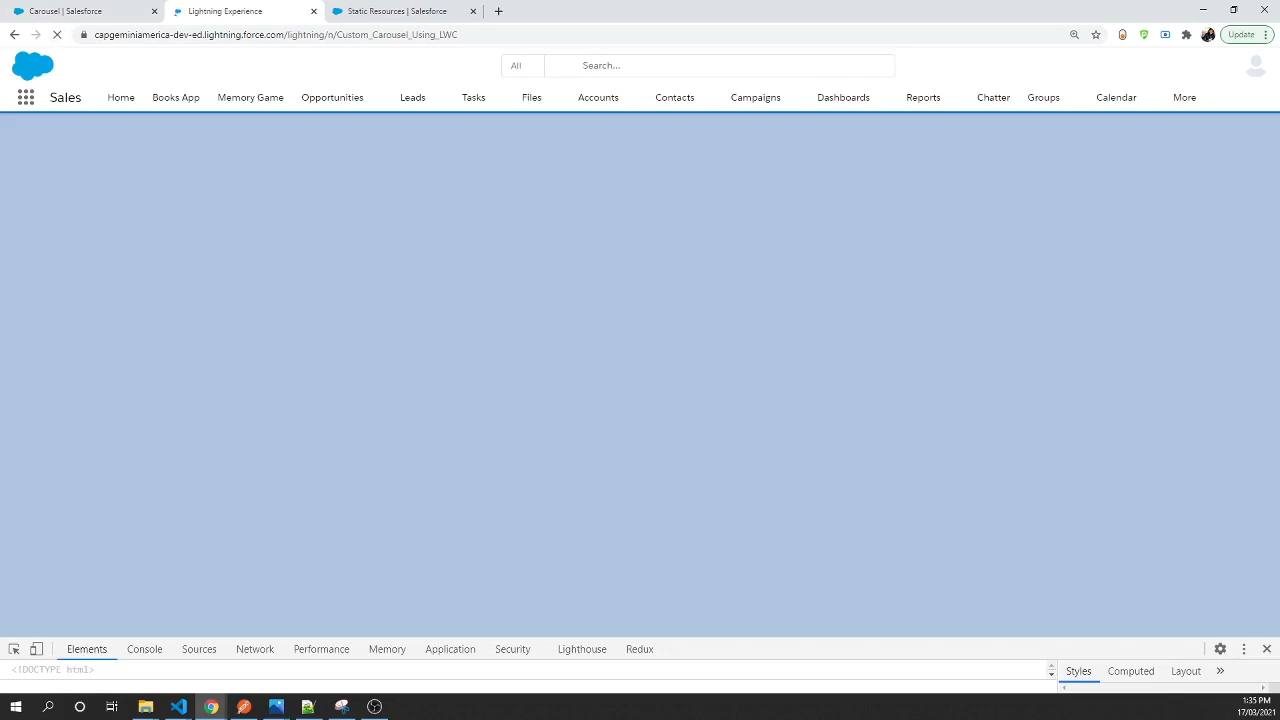 Carousel | Salesforce
Lightning Experience
Static Resources | Salesforce
capgeminiamerica-dev-ed.lightning.force.com/lightning/n/Custom_Carousel_Using_LWC
Update
All
Search...
Sales
Home
Books App
Memory Game
Opportunities
Leads
Tasks
Files
Accounts
Contacts
Campaigns
Dashboards
Reports
Chatter
Groups
Calendar
More
Elements
Console
Sources
Network
Performance
Memory
Application
Security
Lighthouse
Redux
<!DOCTYPE html>
Styles
Computed
Layout
1:35 PM
17/03/2021